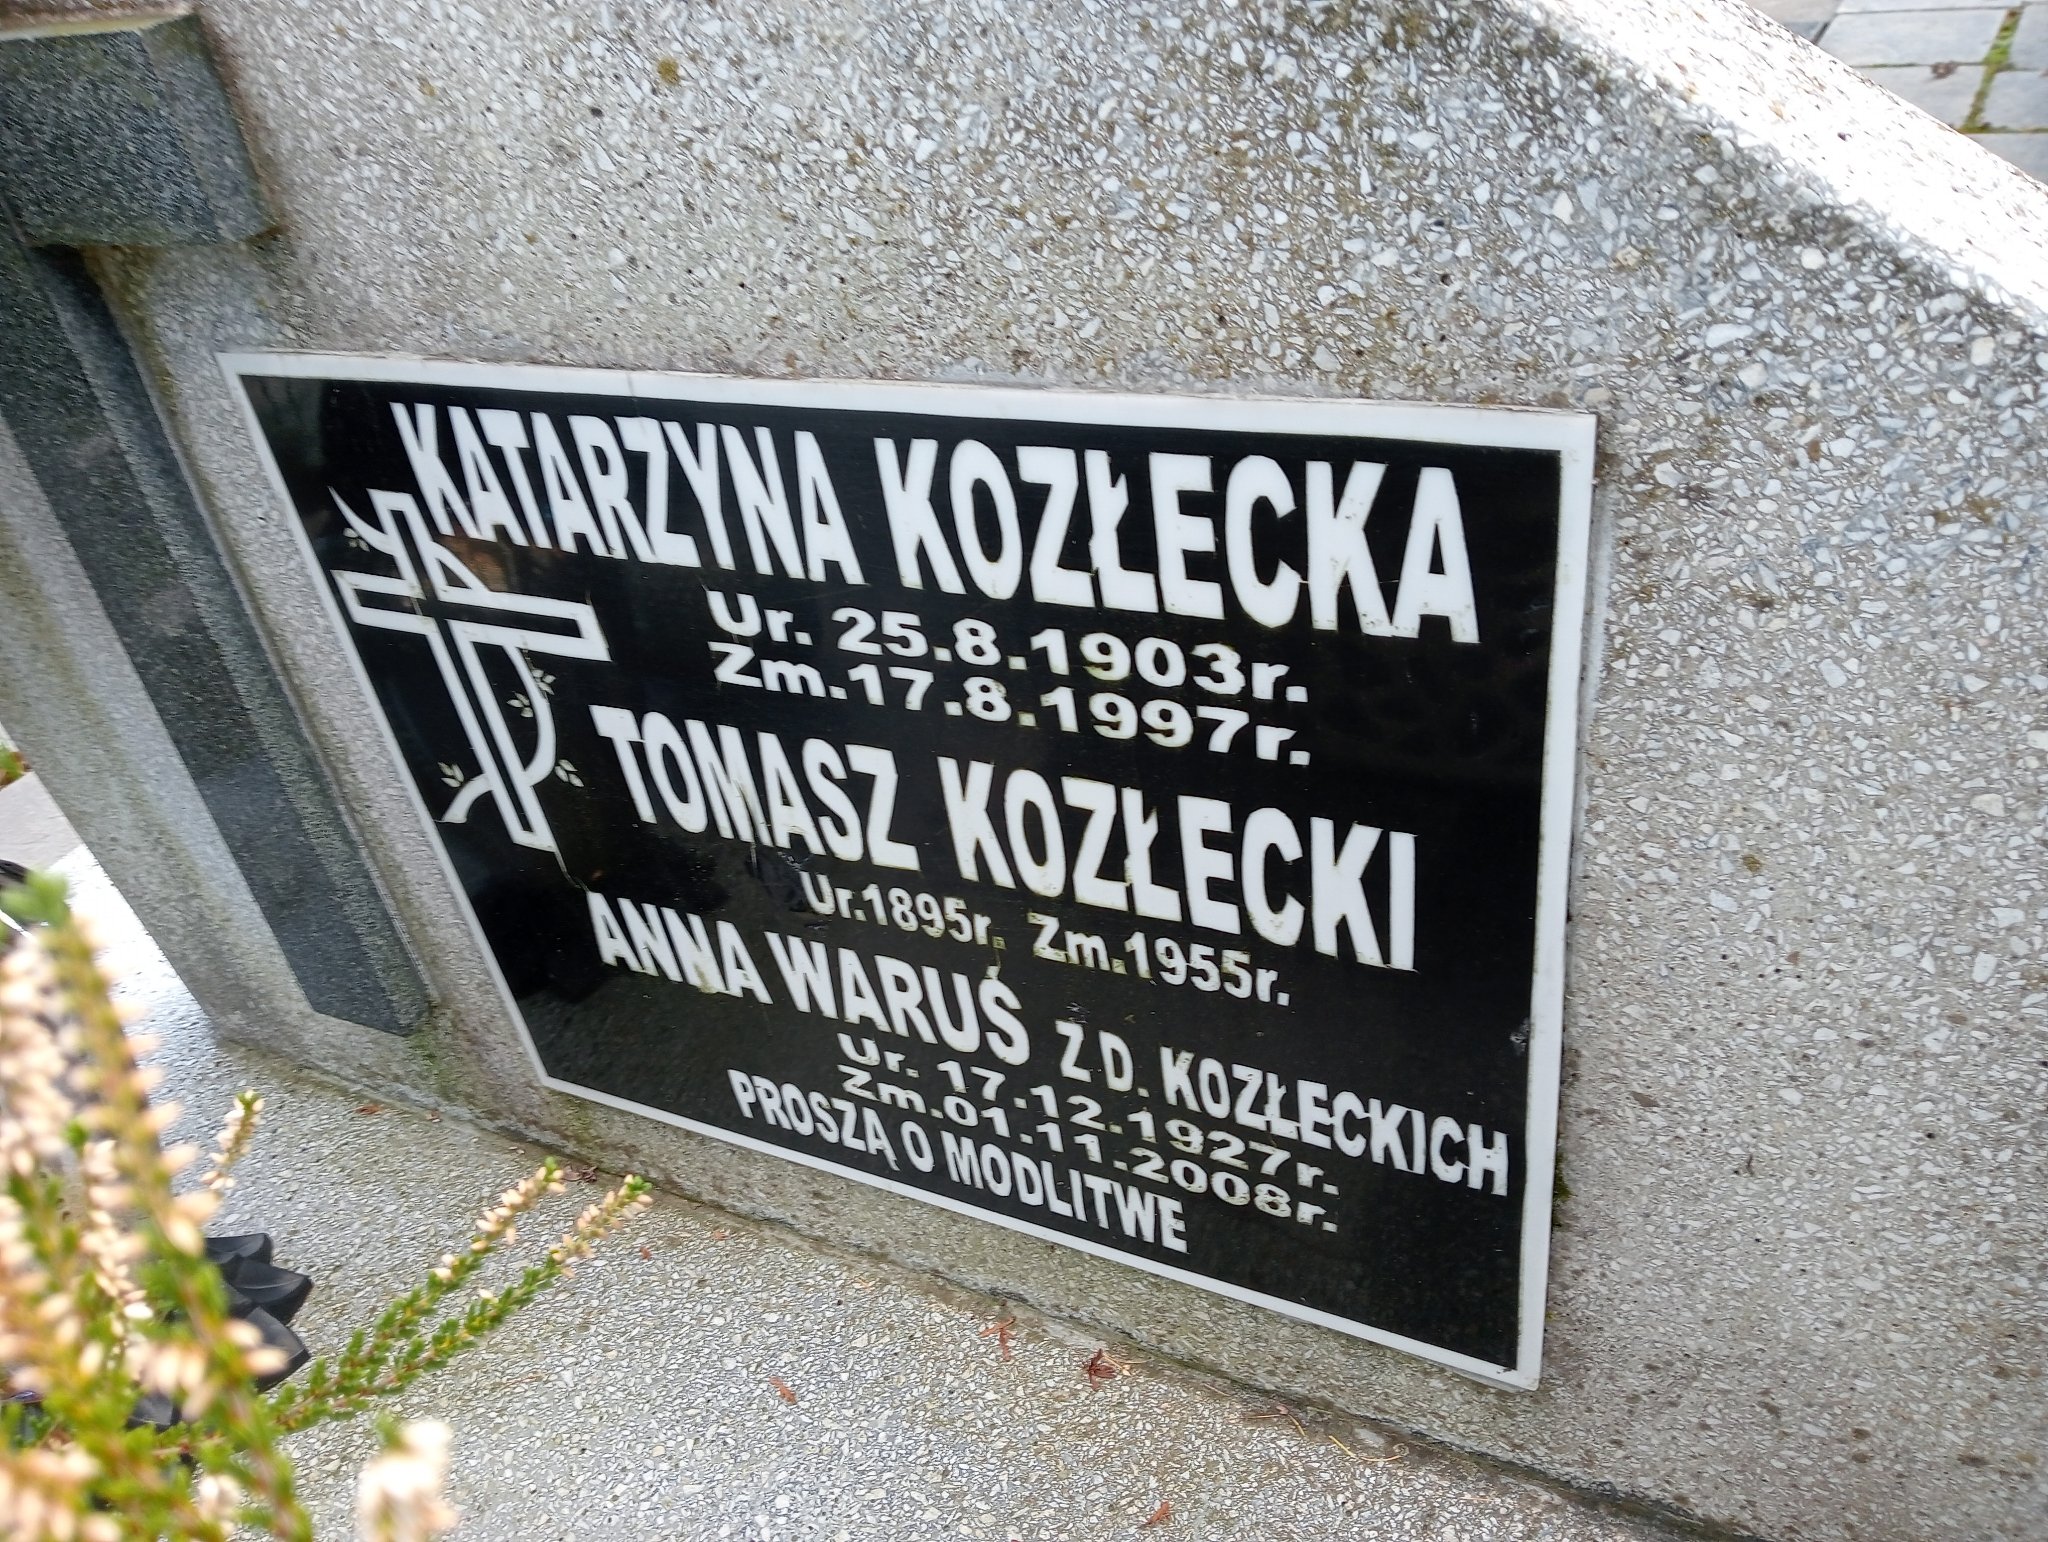 KATARZYNA KOZŁECKA
Ur. 25.8.1903r.
Zm.17.8.1997r.
TOMASZ KOZŁECKI
Ur.1895r. Zm.1955r.
ANNA WARUŚ Z D. KOZŁECKICH
Ur. 17.12.1927r.
Zm.01.11.2008r.
PROSZĄ O MODLITWE